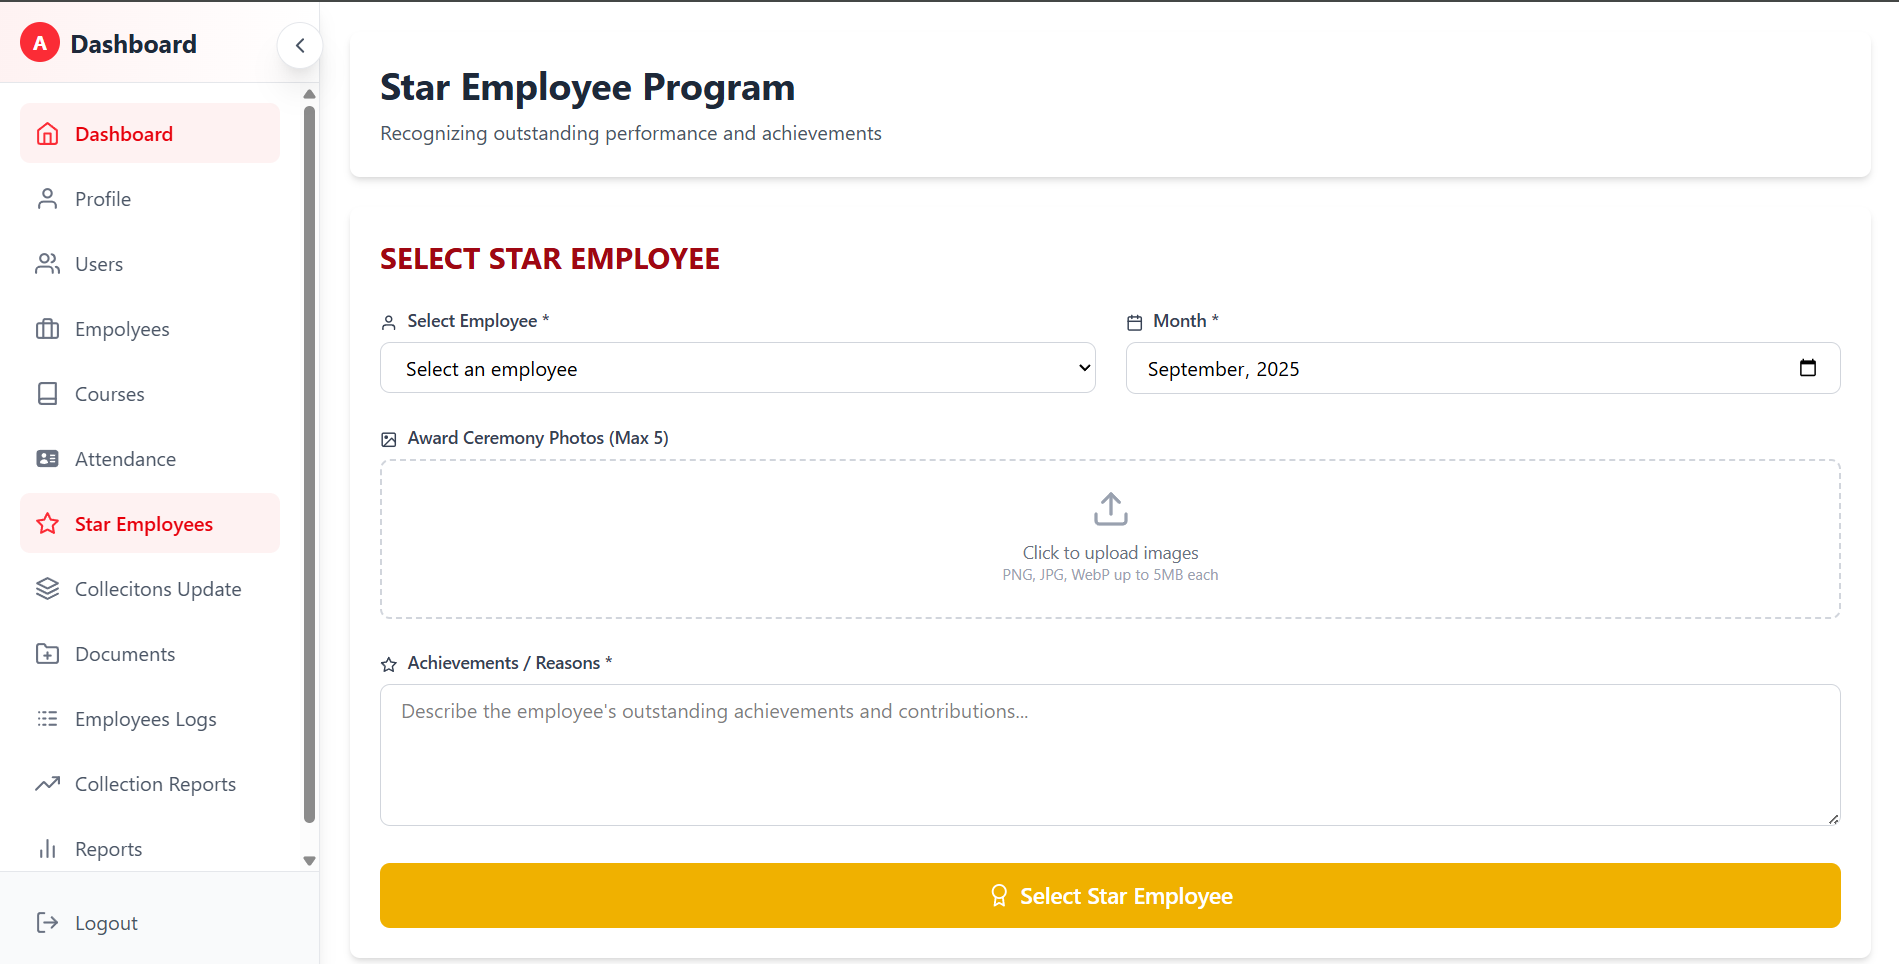 A Dashboard
Dashboard
Profile
Users
Empolyees
Courses
Attendance
Star Employees
Collecitons Update
Documents
Employees Logs
Collection Reports
Reports
Logout
Star Employee Program
Recognizing outstanding performance and achievements
SELECT STAR EMPLOYEE
Select Employee *
Select an employee
Month *
September, 2025
Award Ceremony Photos (Max 5)
Click to upload images
PNG, JPG, WebP up to 5MB each
Achievements / Reasons *
Describe the employee's outstanding achievements and contributions...
Select Star Employee